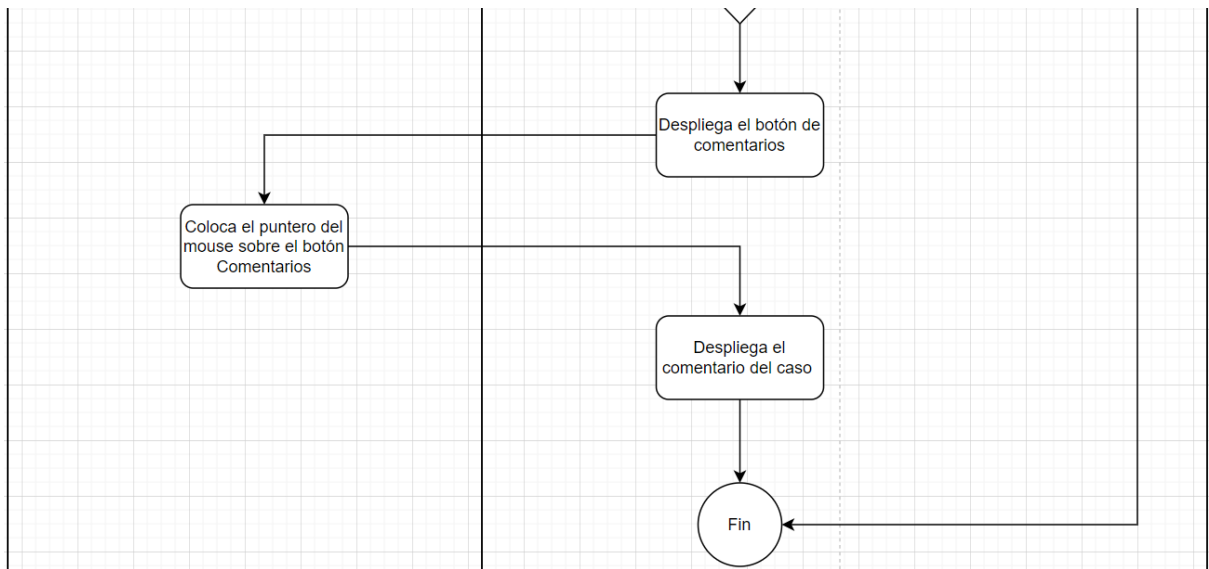 Despliega el botón de
comentarios
Coloca el puntero del
mouse sobre el botón
Comentarios
Despliega el
comentario del caso
Fin